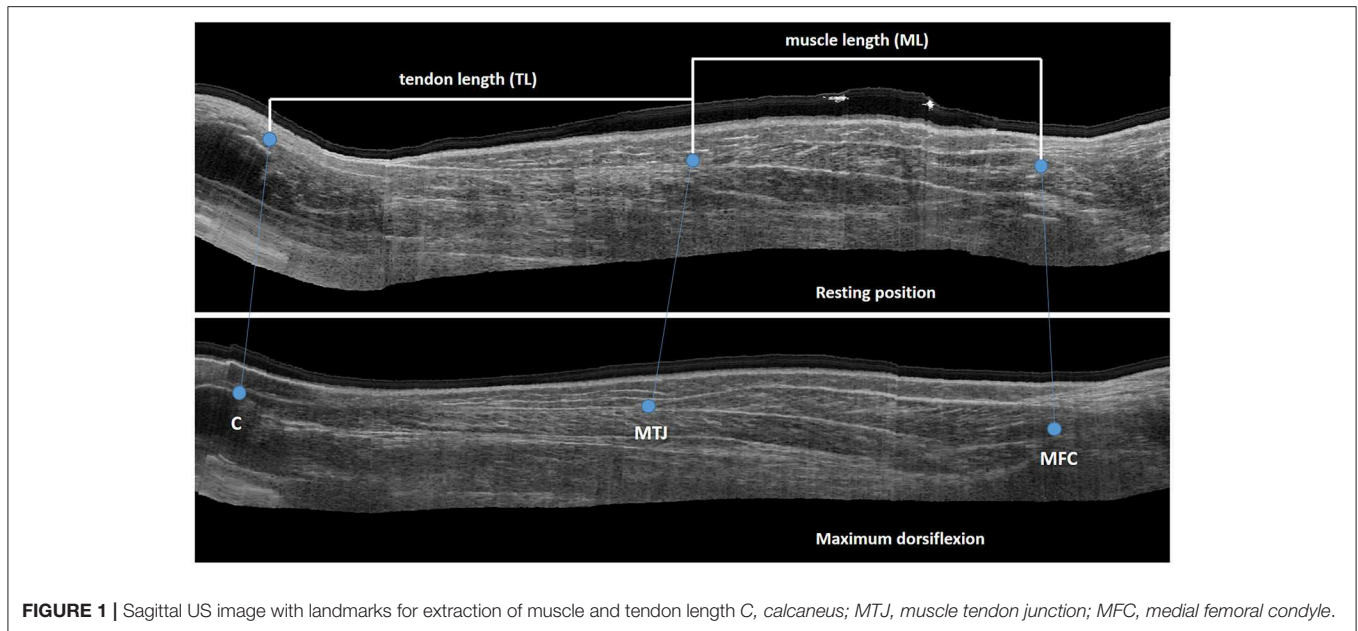 muscle length (ML)
tendon length (TL)
Resting position
C
MTJ
MFC
Maximum dorsiflexion
FIGURE 1 | Sagittal US image with landmarks for extraction of muscle and tendon length C, calcaneus; MTJ, muscle tendon junction; MFC, medial femoral condyle.